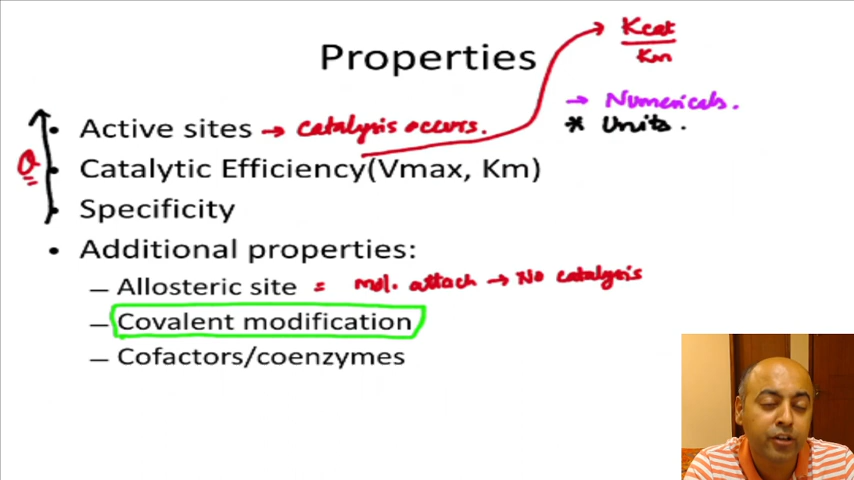 Kcat
Km
Properties
→ Numericals.
* Units.
• Active sites → catalysis occurs.
• Catalytic Efficiency(Vmax, Km)
• Specificity
• Additional properties:
– Allosteric site = mol. attach → No catalysis
– Covalent modification
– Cofactors/coenzymes